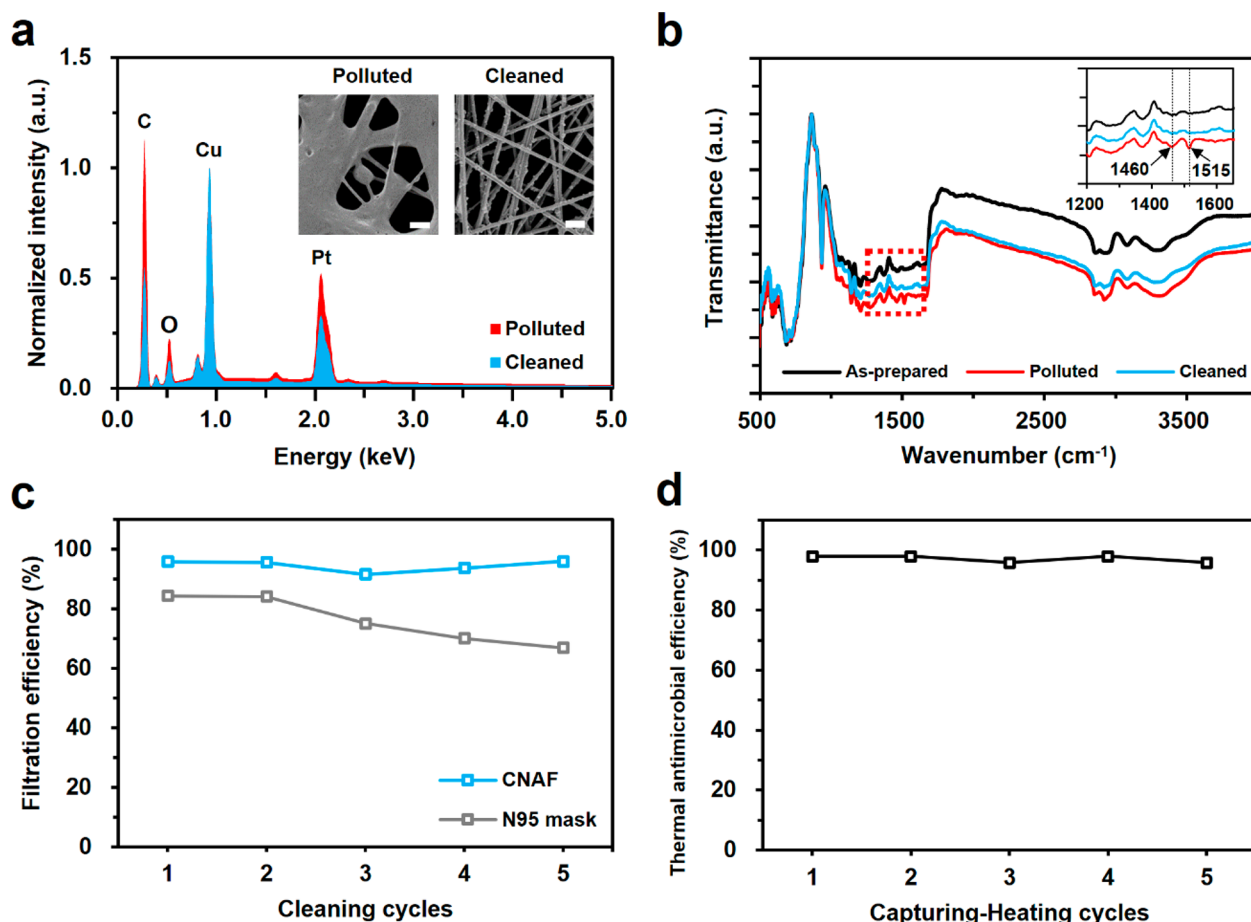 a
Normalized intensity (a.u.)
1.5
1.0
0.5
0.0
C
O
Cu
Pt
Polluted
Cleaned
Polluted
Cleaned
0.0 1.0 2.0 3.0 4.0 5.0
Energy (keV)
b
Transmittance (a.u.)
1460
1515
1200 1400 1600
As-prepared Polluted Cleaned
500 1500 2500 3500
Wavenumber (cm⁻¹)
c
Filtration efficiency (%)
100
80
60
40
20
0
CNAF
N95 mask
1 2 3 4 5
Cleaning cycles
d
Thermal antimicrobial efficiency (%)
100
80
60
40
20
0
1 2 3 4 5
Capturing-Heating cycles